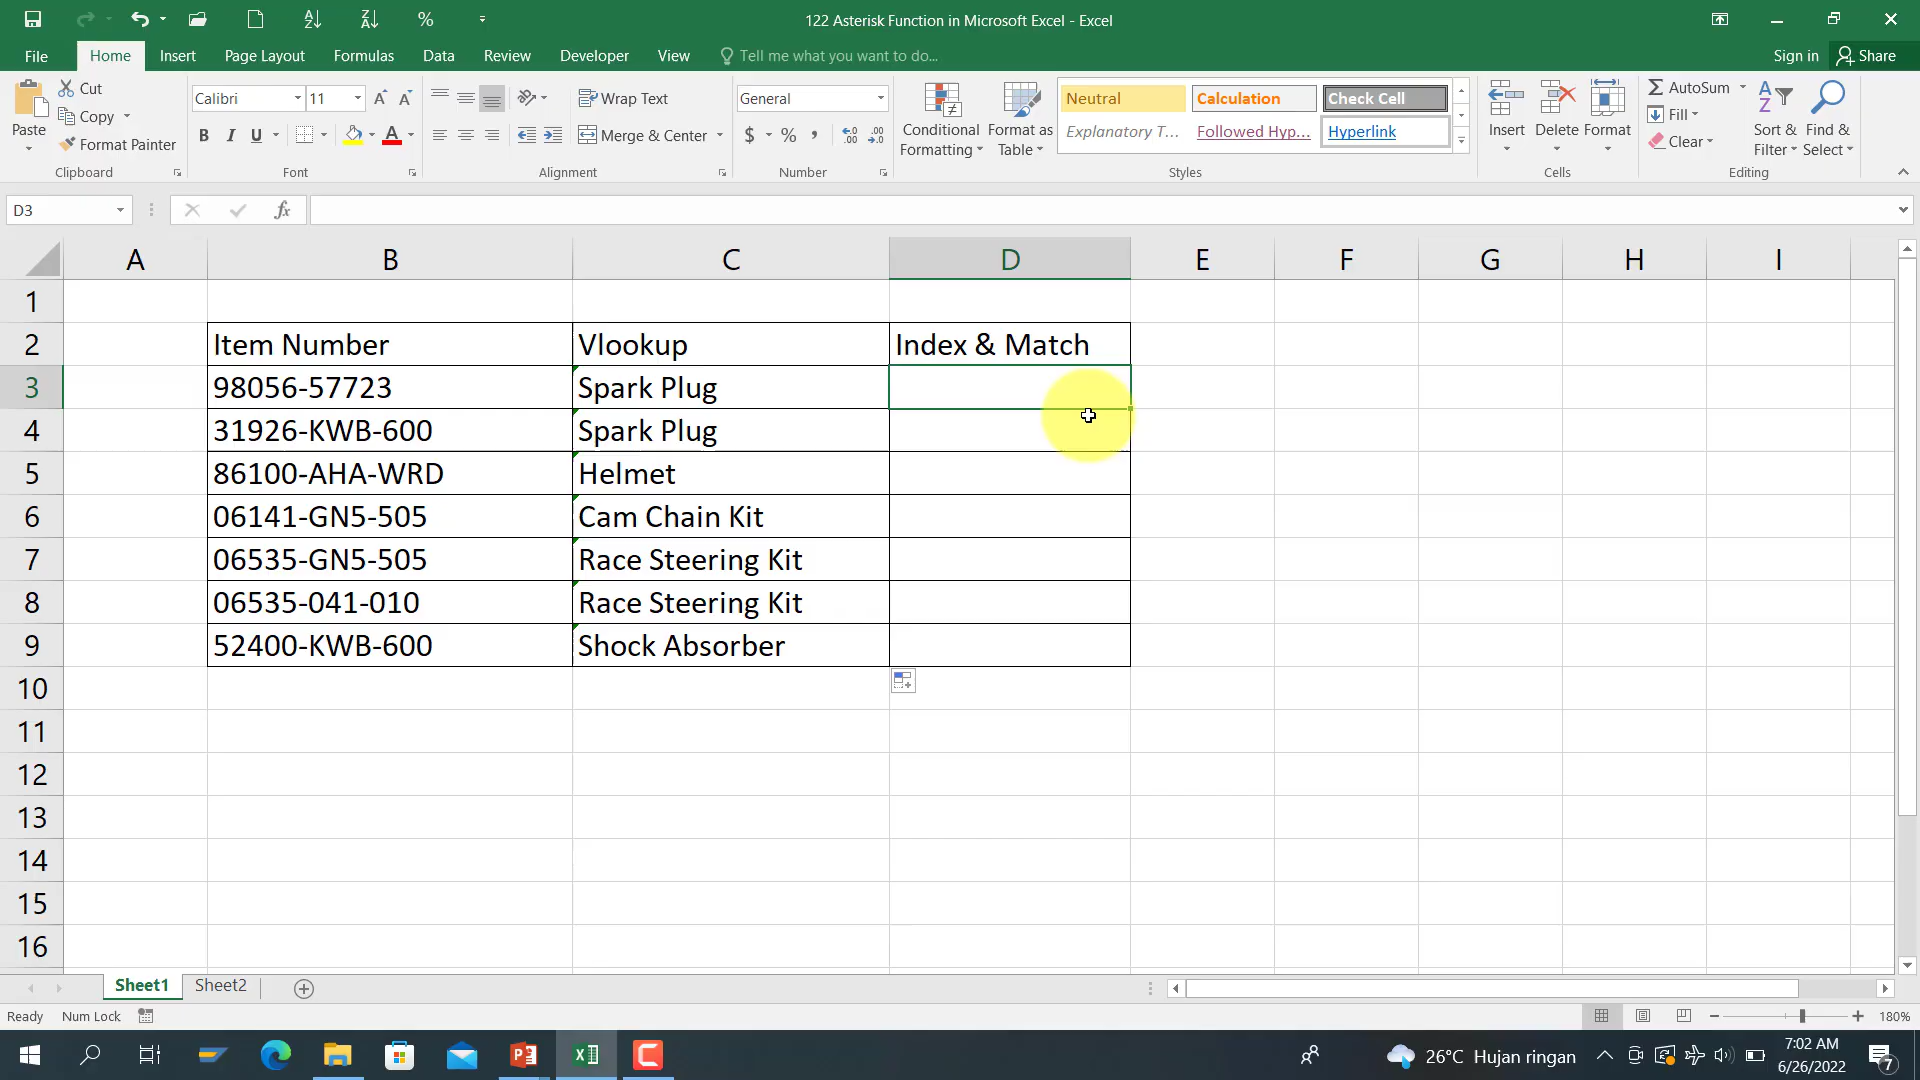 122 Asterisk Function in Microsoft Excel - Excel
File Home Insert Page Layout Formulas Data Review Developer View Tell me what you want to do... Sign in Share
Paste
Cut
Copy
Format Painter
Clipboard
Calibri 11
B I U
Font
Wrap Text
Merge & Center
Alignment
General
$ % ,
Number
Conditional Formatting
Format as Table
Neutral Calculation Check Cell
Explanatory T... Followed Hyp... Hyperlink
Styles
Insert Delete Format
Cells
AutoSum
Fill
Clear
Sort & Filter
Find & Select
Editing
D3 fx
A B C D E F G H I
1
2 Item Number Vlookup Index & Match
3 98056-57723 Spark Plug
4 31926-KWB-600 Spark Plug
5 86100-AHA-WRD Helmet
6 06141-GN5-505 Cam Chain Kit
7 06535-GN5-505 Race Steering Kit
8 06535-041-010 Race Steering Kit
9 52400-KWB-600 Shock Absorber
10
11
12
13
14
15
16
Sheet1 Sheet2
Ready Num Lock 180%
26°C Hujan ringan
7:02 AM
6/26/2022
7